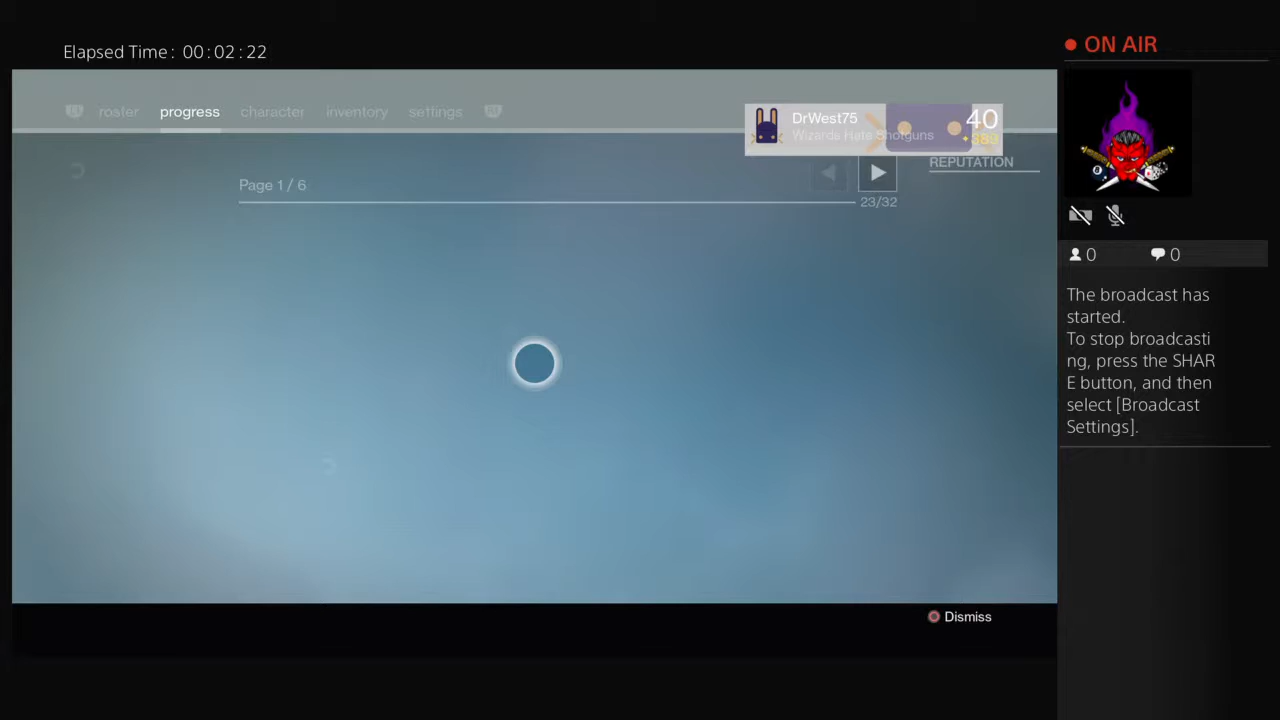 Elapsed Time: 00:02:22
ON AIR
roster progress character inventory settings
DrWest75 40
Wizards Hate Shotguns 389
REPUTATION
Page 1 / 6
23/32
0 0
The broadcast has
started.
To stop broadcasti
ng, press the SHAR
E button, and then
select [Broadcast
Settings].
Dismiss